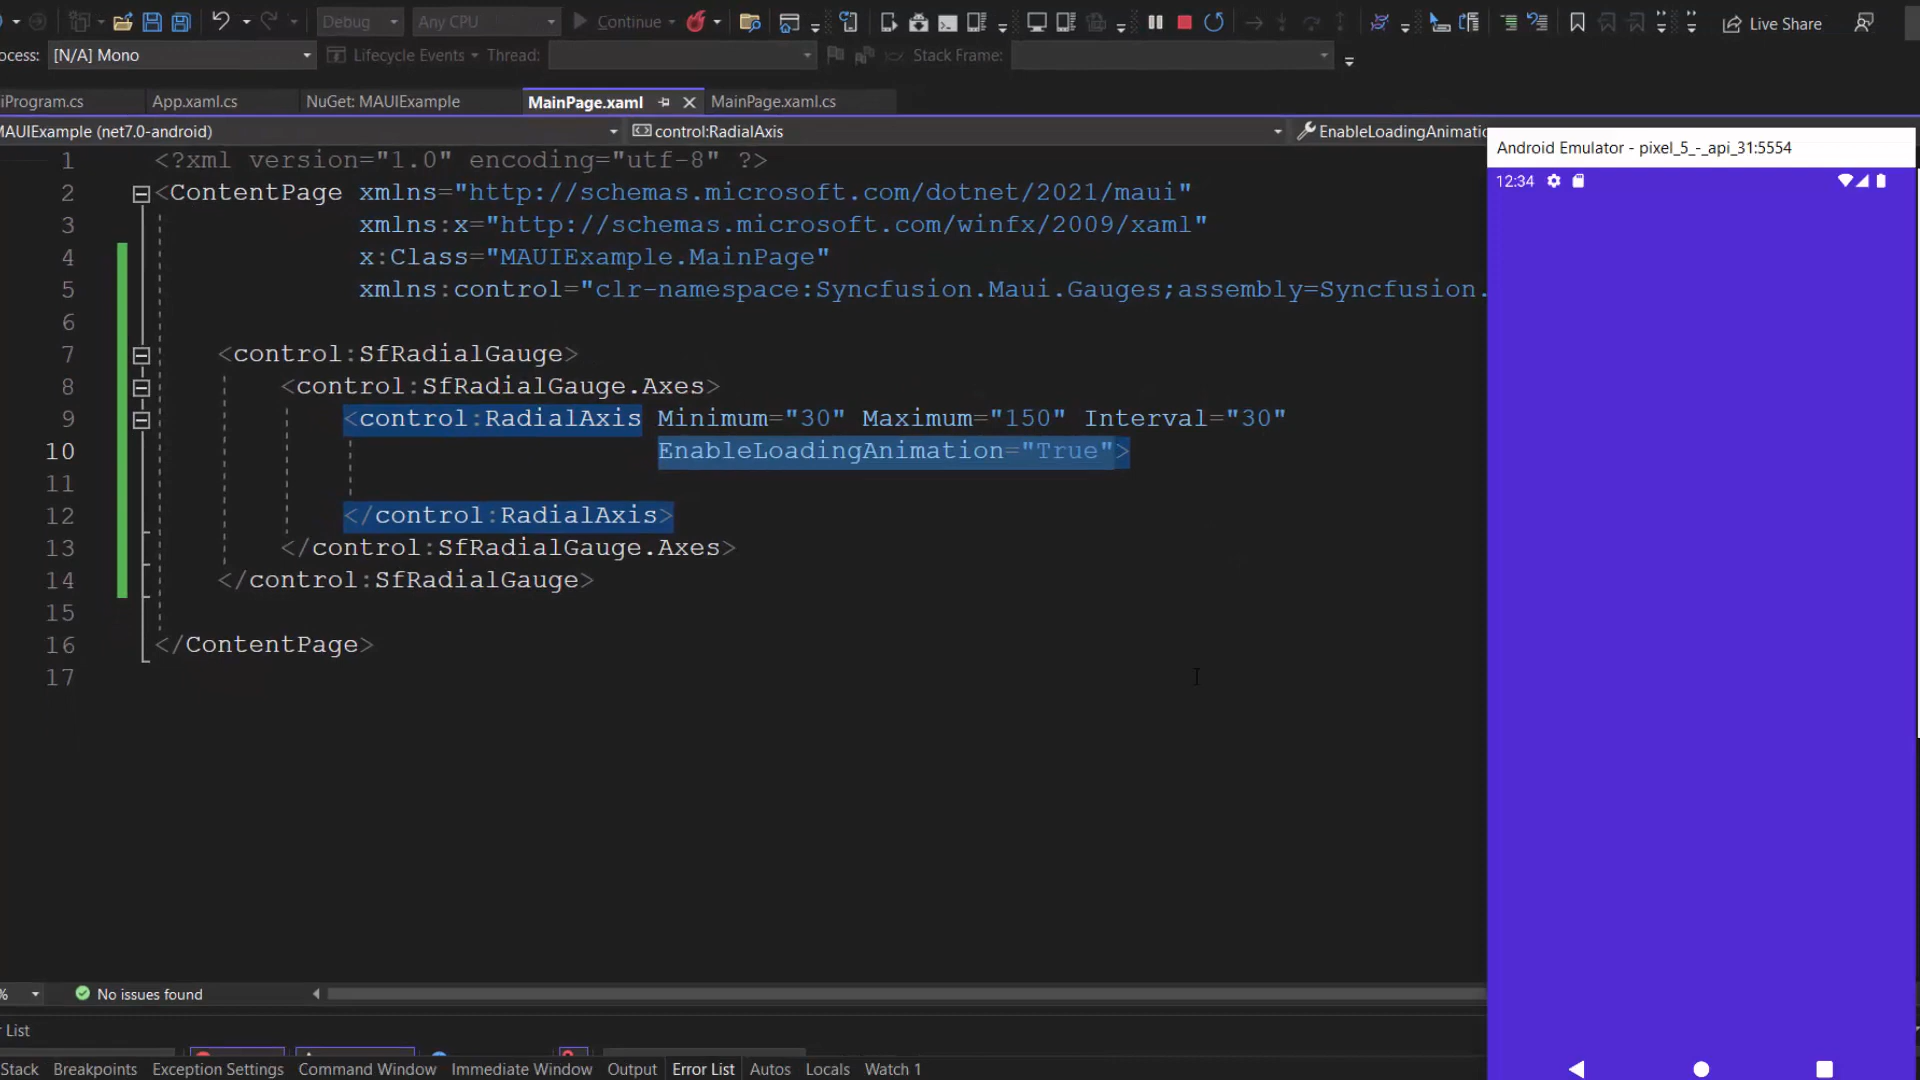 Debug Any CPU Continue Live Share
ocess: [N/A] Mono Lifecycle Events Thread: Stack Frame:
iProgram.cs App.xaml.cs NuGet: MAUIExample MainPage.xaml MainPage.xaml.cs
MAUIExample (net7.0-android) control:RadialAxis EnableLoadingAnimatio
Android Emulator - pixel_5_-_api_31:5554
12:34
1 <?xml version="1.0" encoding="utf-8" ?>
2 <ContentPage xmlns="http://schemas.microsoft.com/dotnet/2021/maui"
3 xmlns:x="http://schemas.microsoft.com/winfx/2009/xaml"
4 x:Class="MAUIExample.MainPage"
5 xmlns:control="clr-namespace:Syncfusion.Maui.Gauges;assembly=Syncfusion.
6
7 <control:SfRadialGauge>
8 <control:SfRadialGauge.Axes>
9 <control:RadialAxis Minimum="30" Maximum="150" Interval="30"
10 EnableLoadingAnimation="True">
11
12 </control:RadialAxis>
13 </control:SfRadialGauge.Axes>
14 </control:SfRadialGauge>
15
16 </ContentPage>
17
% No issues found
r List
Stack Breakpoints Exception Settings Command Window Immediate Window Output Error List Autos Locals Watch 1